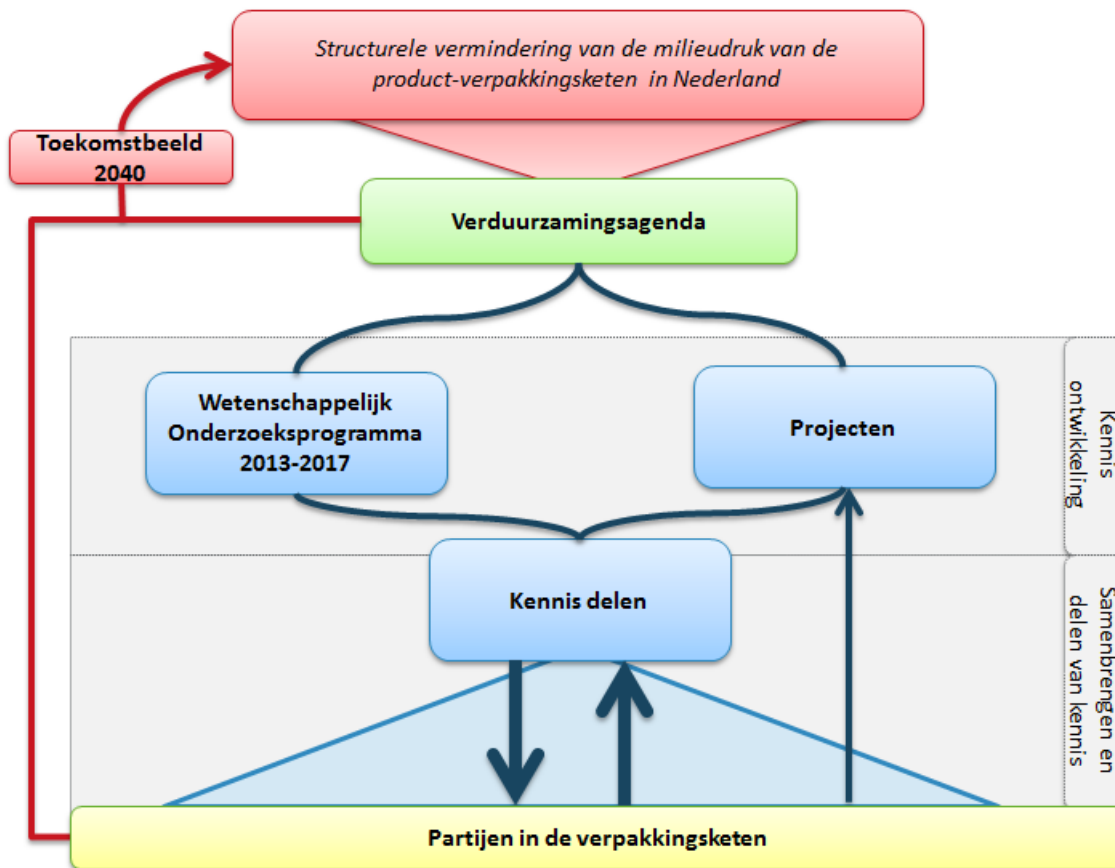 Structurele vermindering van de milieudruk van de
product-verpakkingsketen in Nederland
Toekomstbeeld
2040
Verduurzamingsagenda
Wetenschappelijk
Onderzoeksprogramma
2013-2017
Projecten
Kennis
ontwikkeling
Kennis delen
Samenbrengen en
delen van kennis
Partijen in de verpakkingsketen